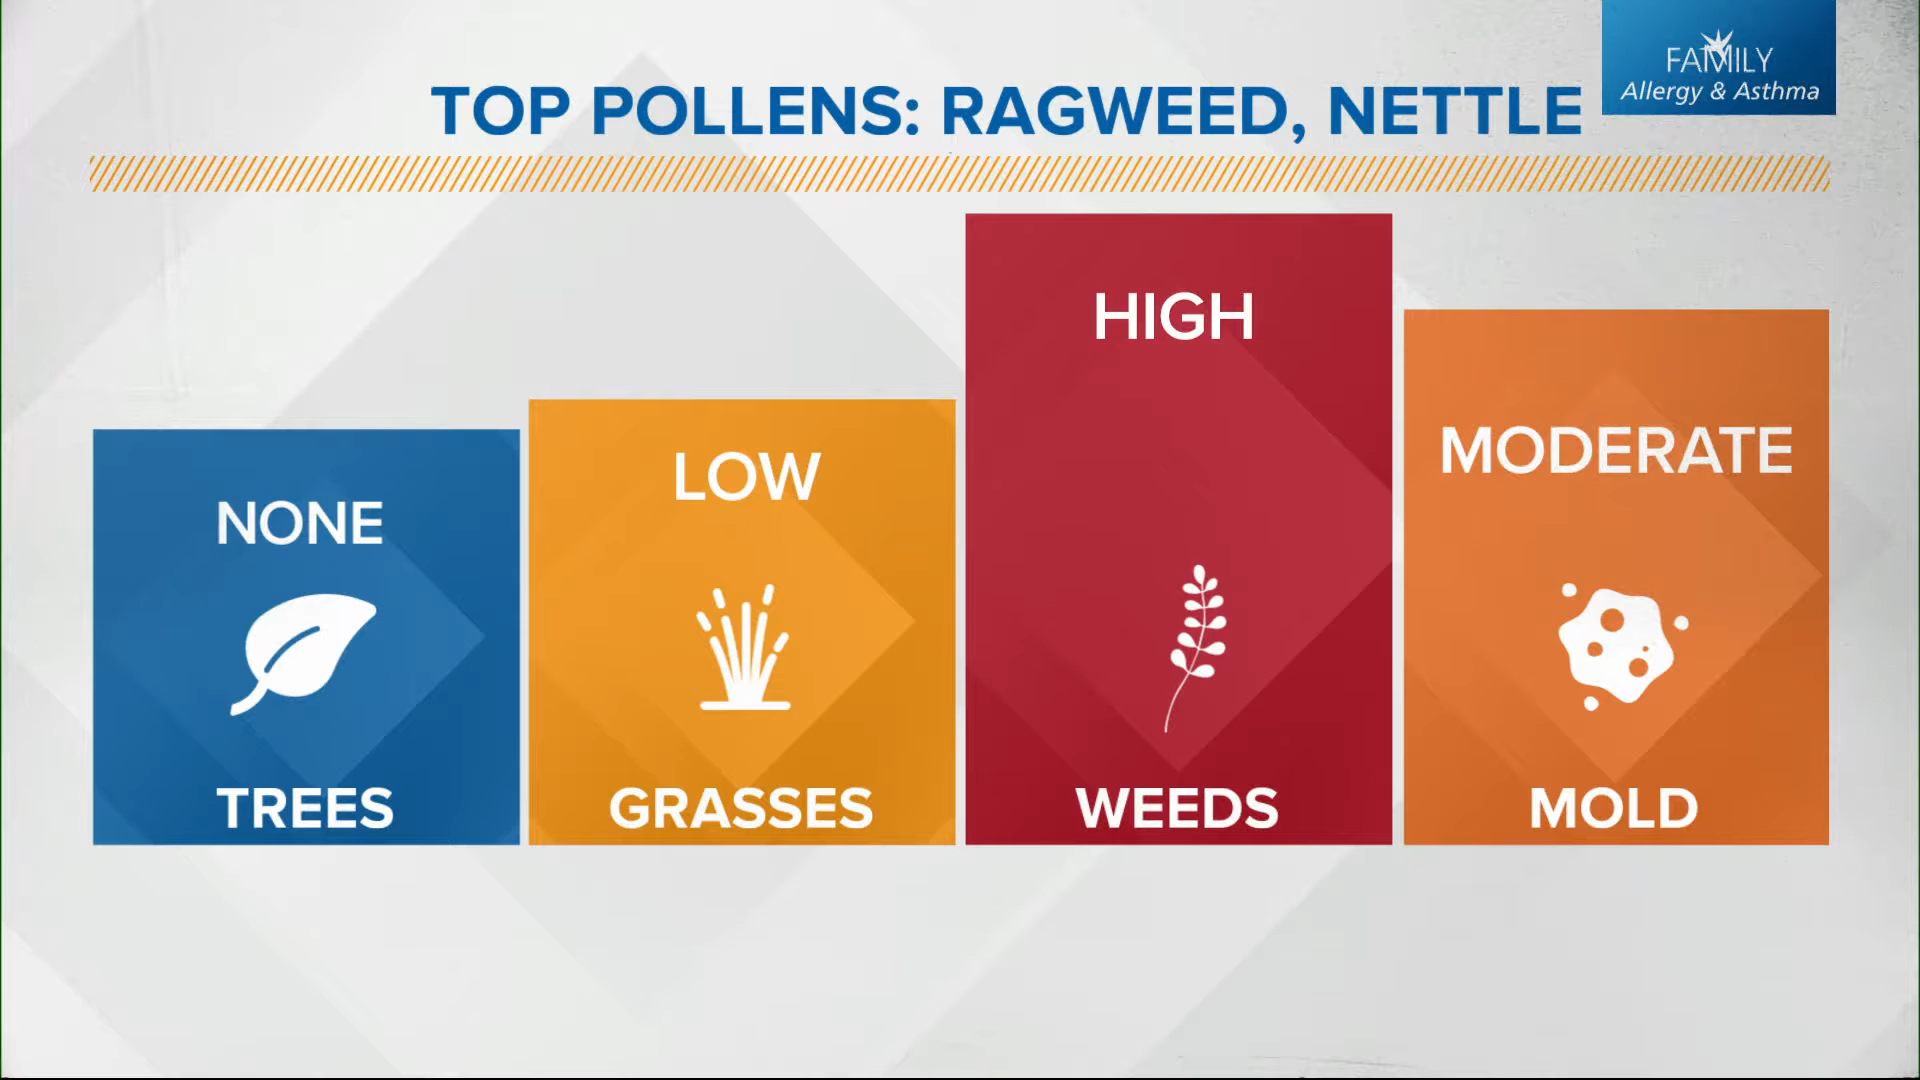 FAMILY
Allergy & Asthma
TOP POLLENS: RAGWEED, NETTLE
NONE
TREES
LOW
GRASSES
HIGH
WEEDS
MODERATE
MOLD